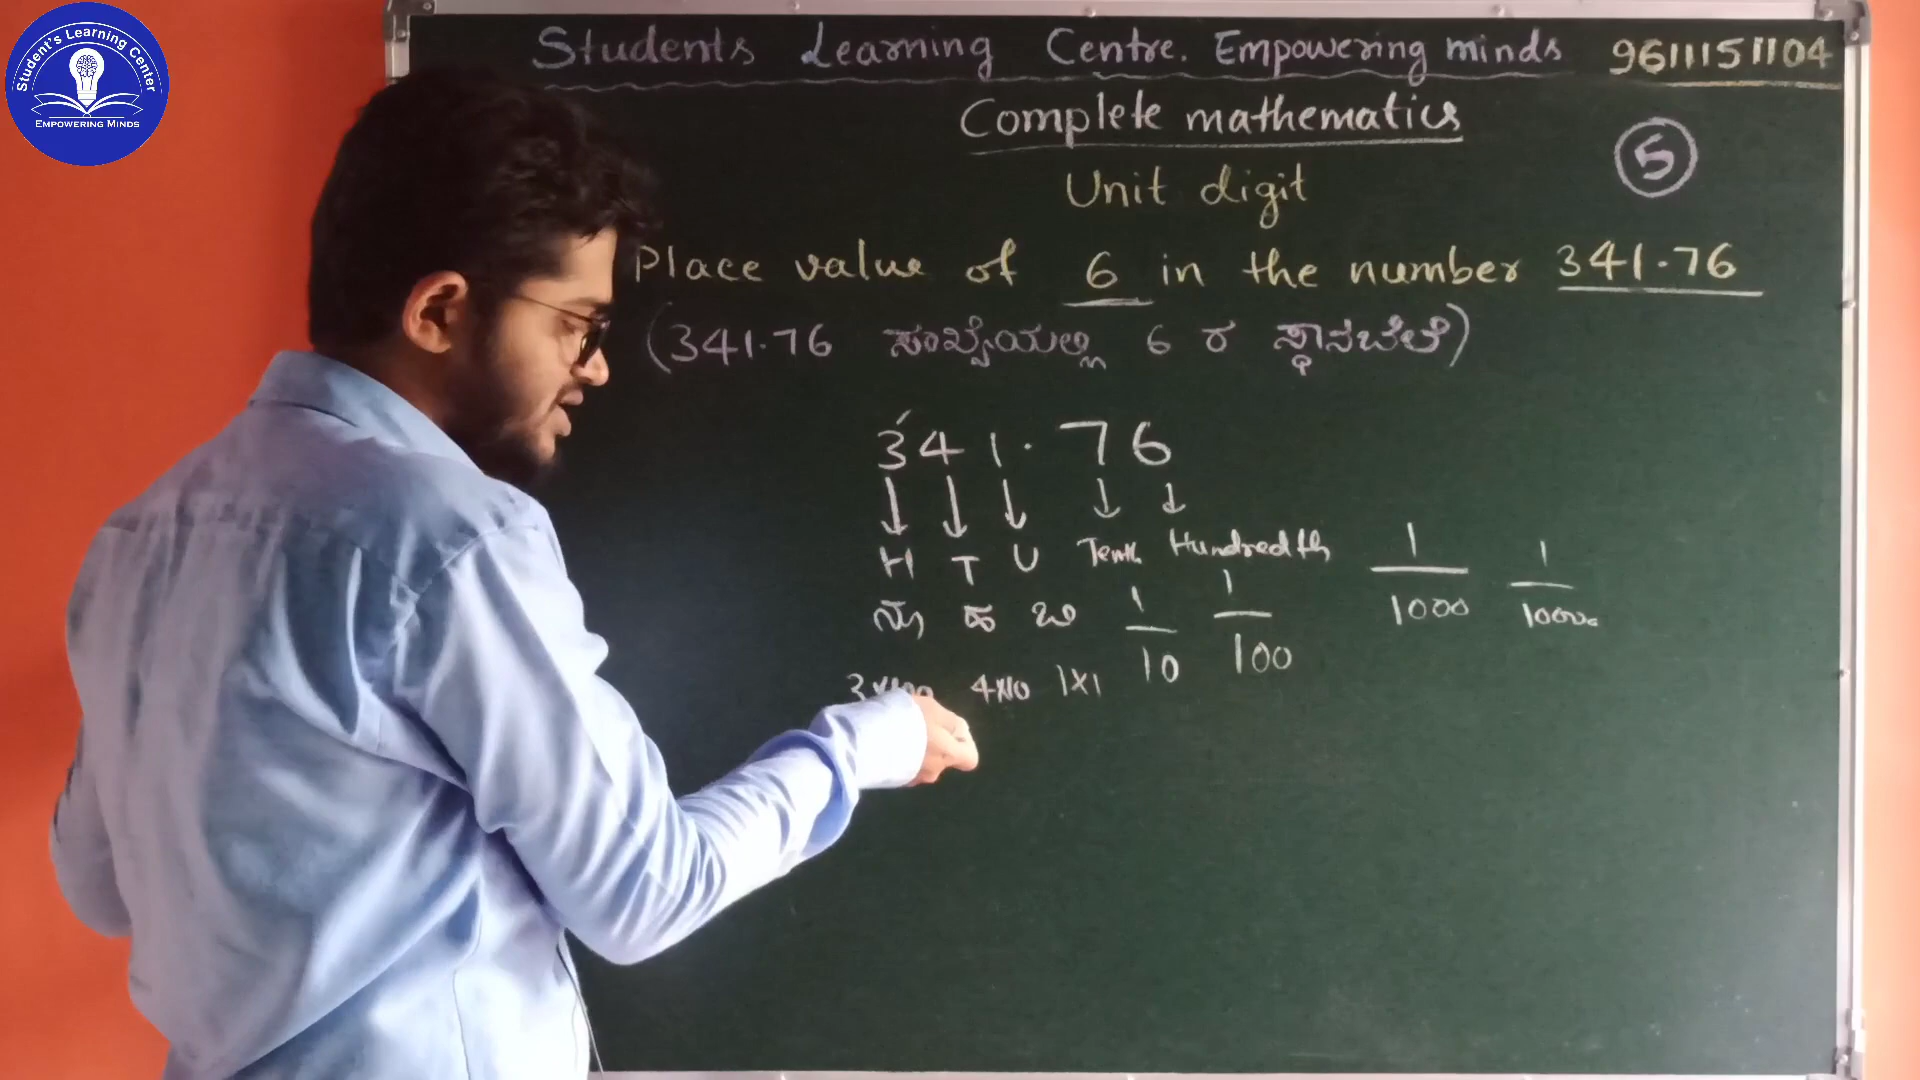 Student's Learning Center
EMPOWERING MINDS
Students Learning Centre. Empowering minds 9611151104
Complete mathematics
5
Unit digit
Place value of 6 in the number 341.76
(341.76 ಸಂಖ್ಯೆಯಲ್ಲಿ 6 ರ ಸ್ಥಾನಬೆಲೆ)
341.76
H T U Tenth Hundredth 1/1000 1/10000
ನೂ ಹ ಬಿ 1/10 1/100
3×100 4×10 1×1